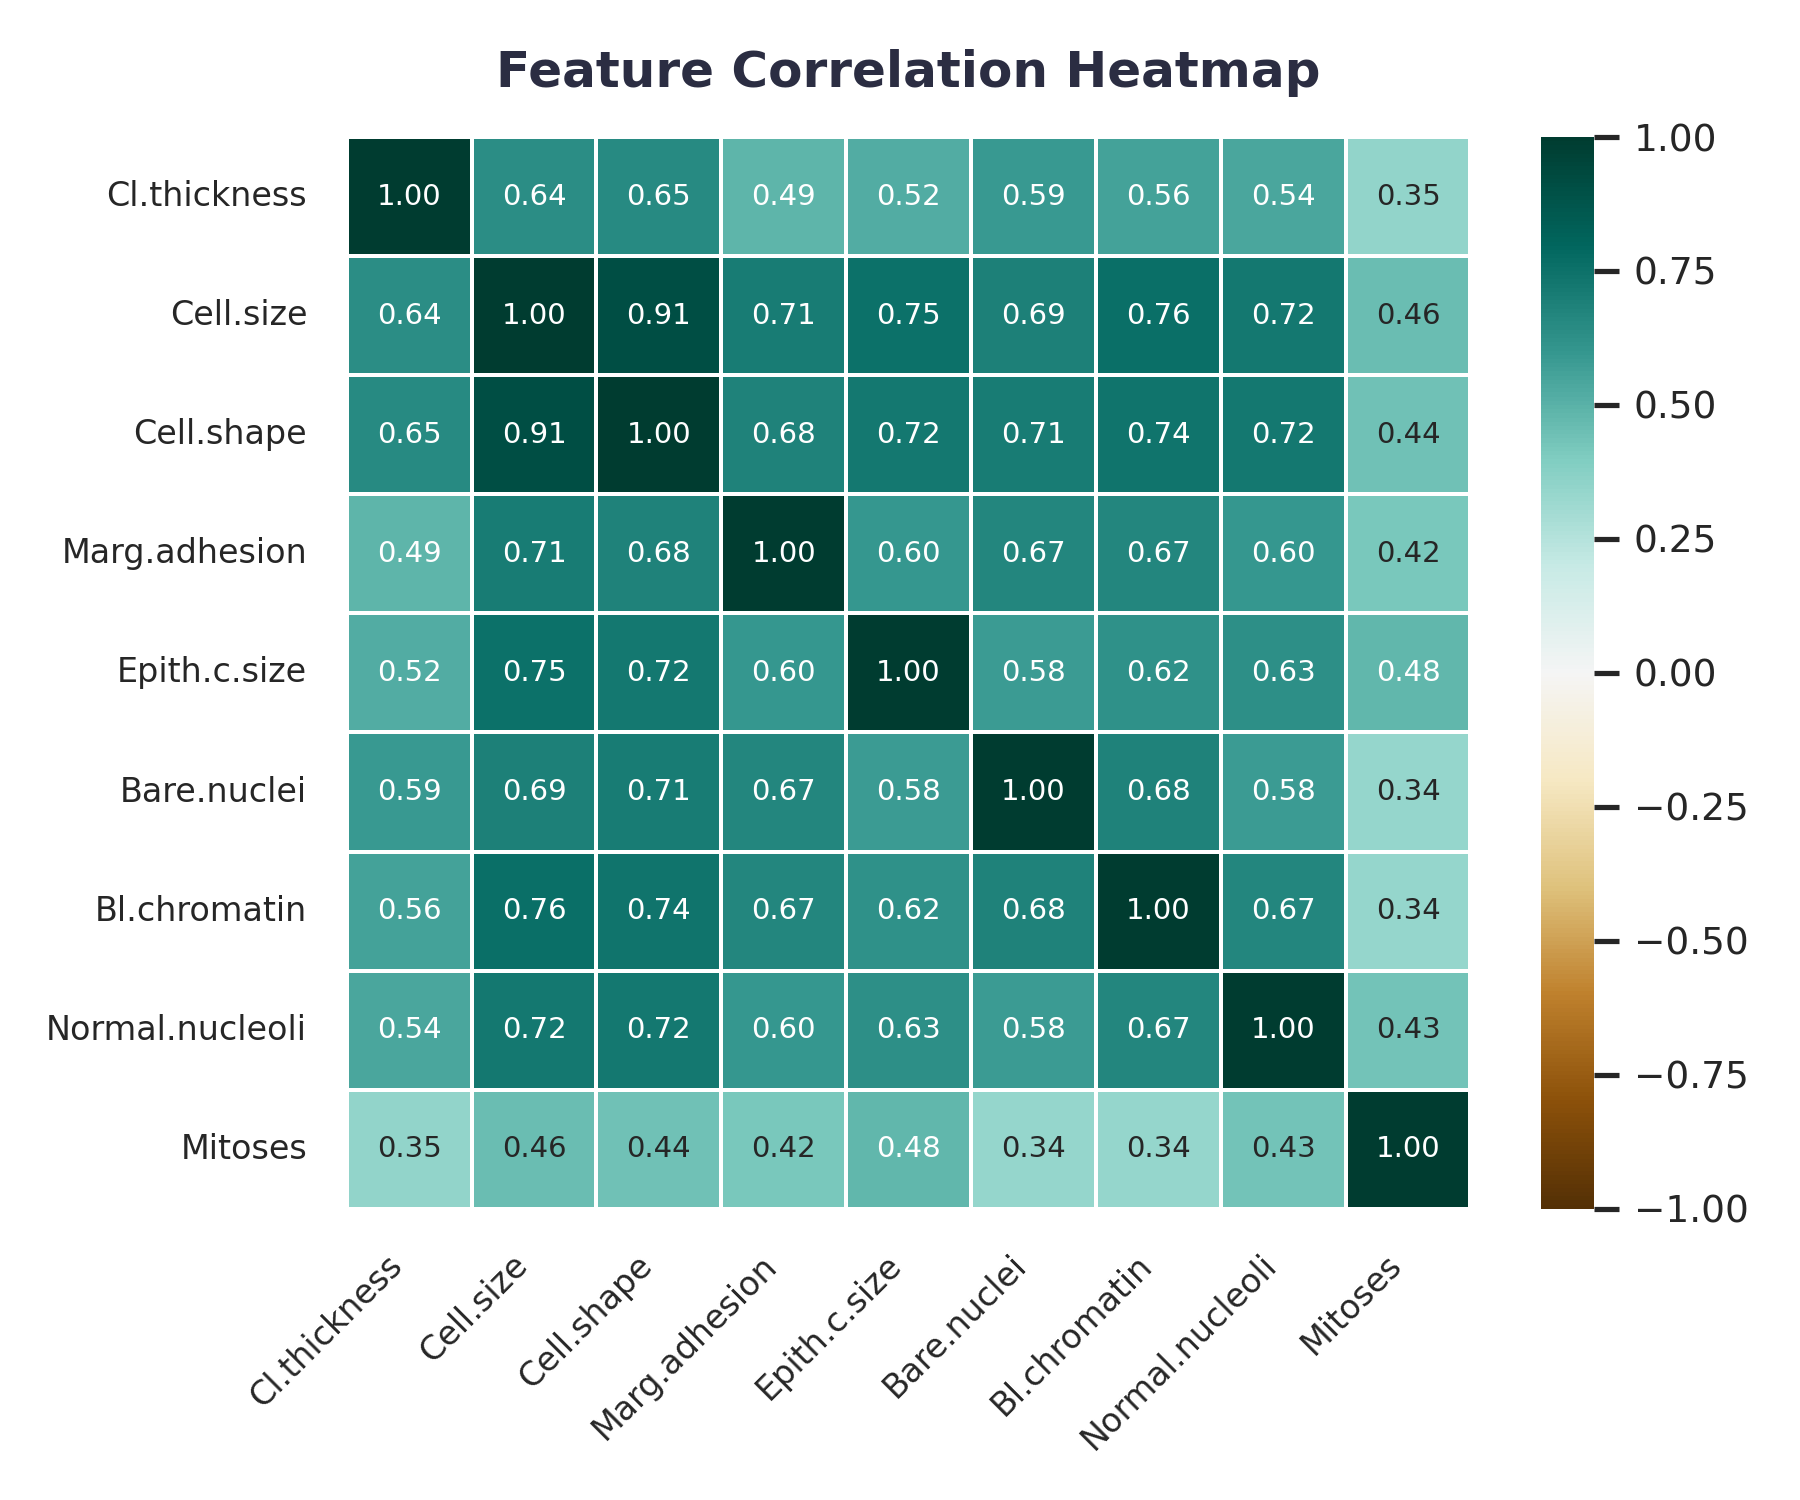 Feature Correlation Heatmap
Cl.thickness 1.00 0.64 0.65 0.49 0.52 0.59 0.56 0.54 0.35
Cell.size 0.64 1.00 0.91 0.71 0.75 0.69 0.76 0.72 0.46
Cell.shape 0.65 0.91 1.00 0.68 0.72 0.71 0.74 0.72 0.44
Marg.adhesion 0.49 0.71 0.68 1.00 0.60 0.67 0.67 0.60 0.42
Epith.c.size 0.52 0.75 0.72 0.60 1.00 0.58 0.62 0.63 0.48
Bare.nuclei 0.59 0.69 0.71 0.67 0.58 1.00 0.68 0.58 0.34
Bl.chromatin 0.56 0.76 0.74 0.67 0.62 0.68 1.00 0.67 0.34
Normal.nucleoli 0.54 0.72 0.72 0.60 0.63 0.58 0.67 1.00 0.43
Mitoses 0.35 0.46 0.44 0.42 0.48 0.34 0.34 0.43 1.00
Cl.thickness
Cell.size
Cell.shape
Marg.adhesion
Epith.c.size
Bare.nuclei
Bl.chromatin
Normal.nucleoli
Mitoses
1.00
0.75
0.50
0.25
0.00
−0.25
−0.50
−0.75
−1.00